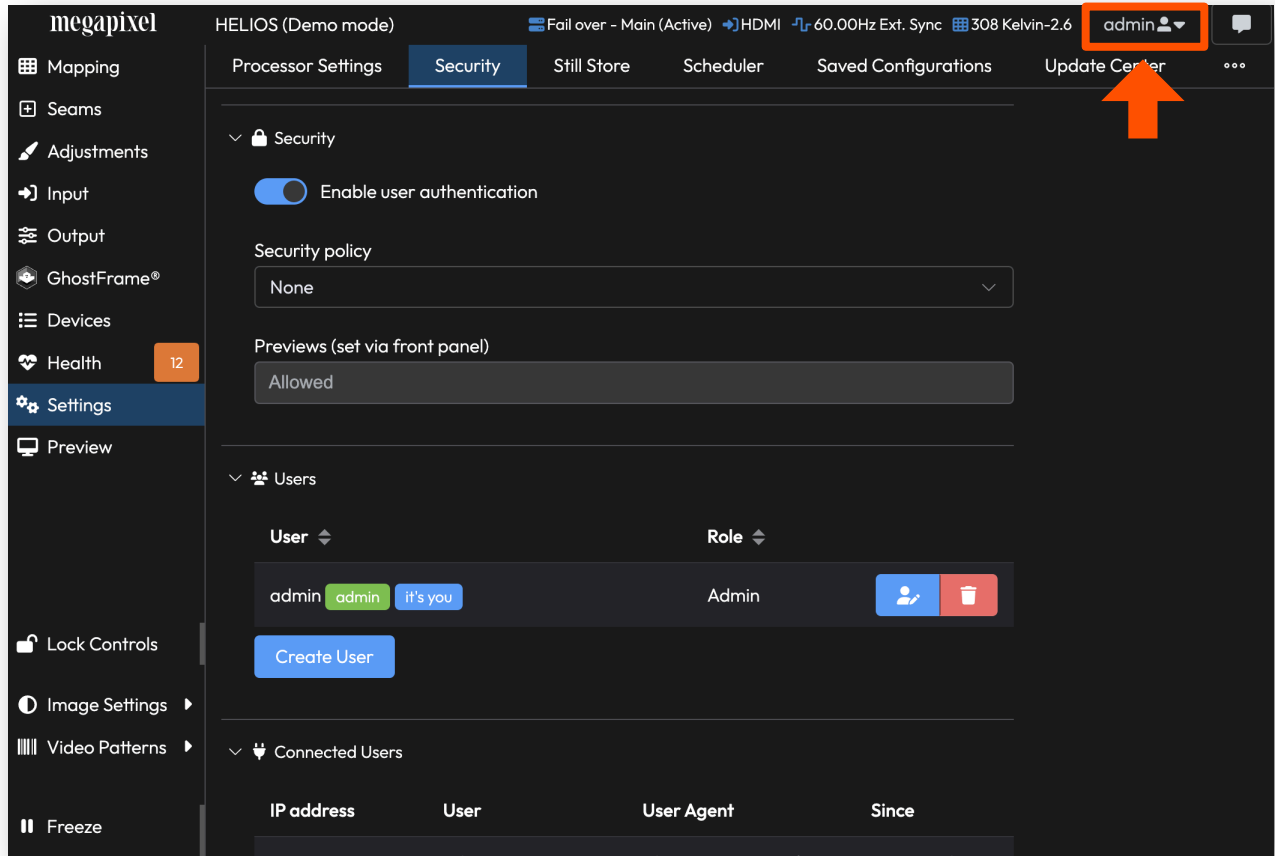 megapixel
HELIOS (Demo mode)
Fail over - Main (Active) HDMI 60.00Hz Ext. Sync 308 Kelvin-2.6
admin
Mapping
Seams
Adjustments
Input
Output
GhostFrame®
Devices
Health 12
Settings
Preview
Lock Controls
Image Settings
Video Patterns
Freeze
Processor Settings Security Still Store Scheduler Saved Configurations Update Center
Security
Enable user authentication
Security policy
None
Previews (set via front panel)
Allowed
Users
User Role
admin admin it's you Admin
Create User
Connected Users
IP address User User Agent Since